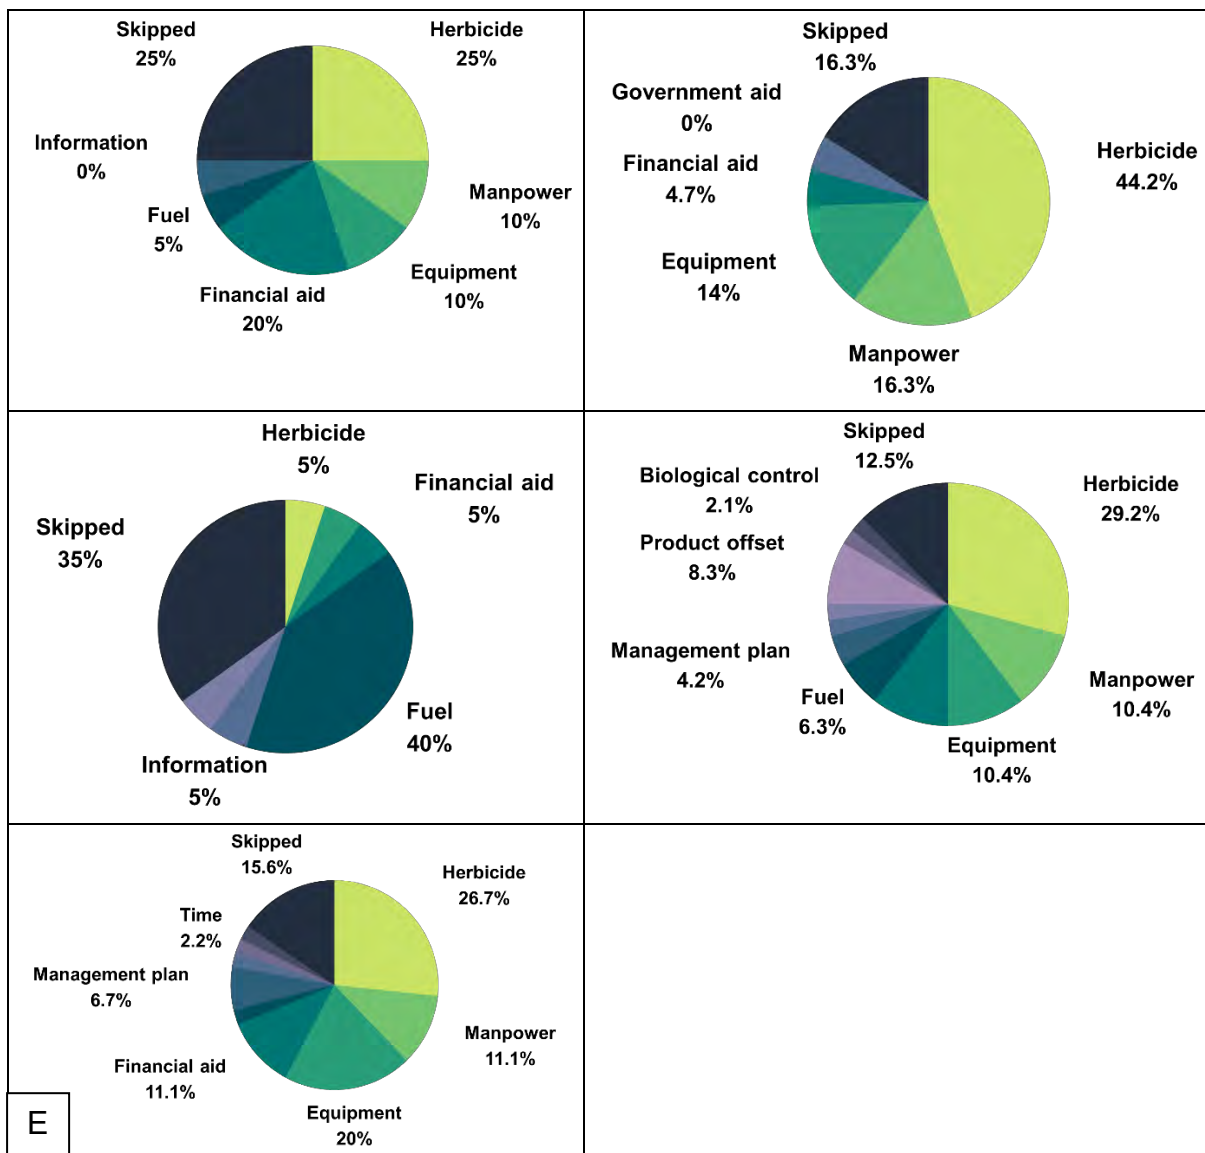 Skipped
25%
Herbicide
25%
Information
0%
Manpower
10%
Fuel
5%
Equipment
10%
Financial aid
20%
Skipped
16.3%
Government aid
0%
Herbicide
44.2%
Financial aid
4.7%
Equipment
14%
Manpower
16.3%
Herbicide
5%
Financial aid
5%
Skipped
35%
Fuel
40%
Information
5%
Skipped
12.5%
Biological control
2.1%
Herbicide
29.2%
Product offset
8.3%
Management plan
4.2%
Manpower
10.4%
Fuel
6.3%
Equipment
10.4%
Skipped
15.6%
Herbicide
26.7%
Time
2.2%
Management plan
6.7%
Manpower
11.1%
Financial aid
11.1%
Equipment
20%
E